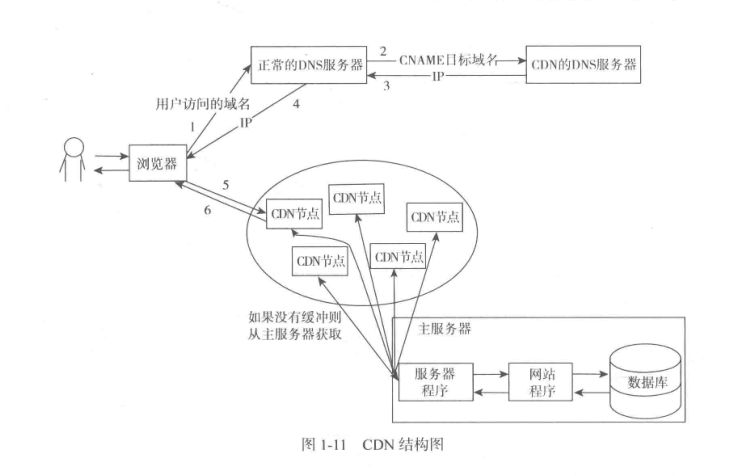 正常的DNS服务器
2
CNAME目标域名
CDN的DNS服务器
IP
3
用户访问的域名
4
1
IP
浏览器
5
6
CDN节点
CDN节点
CDN节点
CDN节点
CDN节点
如果没有缓冲则
从主服务器获取
主服务器
服务器
程序
网站
程序
数据库
图 1-11 CDN 结构图